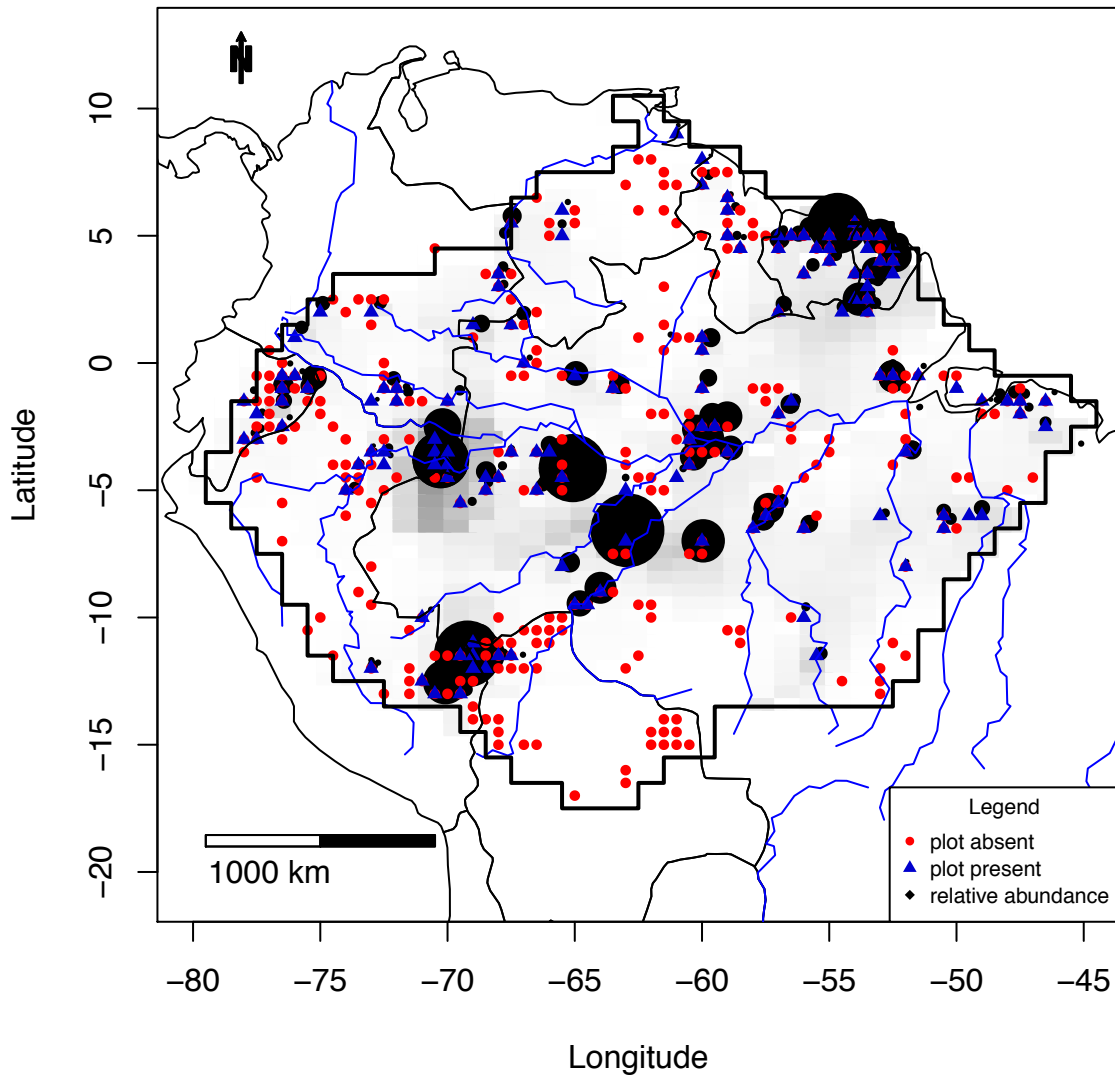 N
10
5
0
−5
−10
−15
−20
Latitude
1000 km
Legend
plot absent
plot present
relative abundance
−80 −75 −70 −65 −60 −55 −50 −45
Longitude